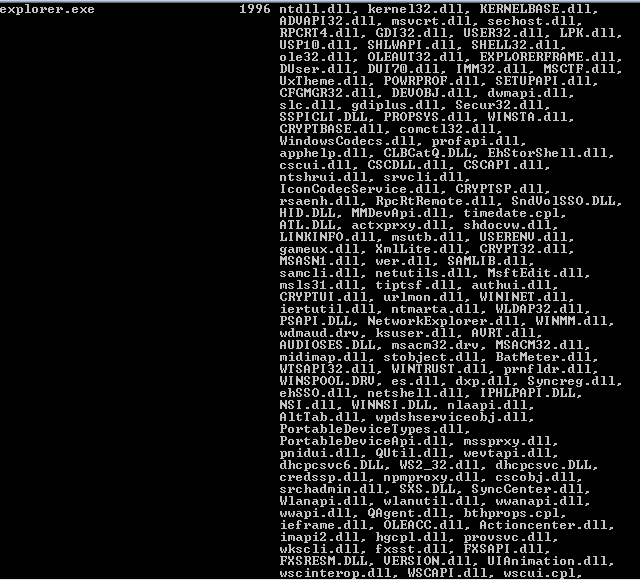 explorer.exe 1996 ntdll.dll, kernel32.dll, KERNELBASE.dll,
ADVAPI32.dll, msvcrt.dll, sechost.dll,
RPCRT4.dll, GDI32.dll, USER32.dll, LPK.dll,
USP10.dll, SHLWAPI.dll, SHELL32.dll,
ole32.dll, OLEAUT32.dll, EXPLORERFRAME.dll,
DUser.dll, DUI70.dll, IMM32.dll, MSCTF.dll,
UxTheme.dll, POWRPROF.dll, SETUPAPI.dll,
CFGMGR32.dll, DEVOBJ.dll, dwmapi.dll,
slc.dll, gdiplus.dll, Secur32.dll,
SSPICLI.DLL, PROPSYS.dll, WINSTA.dll,
CRYPTBASE.dll, comctl32.dll,
WindowsCodecs.dll, profapi.dll,
apphelp.dll, CLBCatQ.DLL, EhStorShell.dll,
cscui.dll, CSCDLL.dll, CSCAPI.dll,
ntshrui.dll, srvcli.dll,
IconCodecService.dll, CRYPTSP.dll,
rsaenh.dll, RpcRtRemote.dll, SndVolSSO.DLL,
HID.DLL, MMDevApi.dll, timedate.cpl,
ATL.DLL, actxprxy.dll, shdocvw.dll,
LINKINFO.dll, msutb.dll, USERENV.dll,
gameux.dll, XmlLite.dll, CRYPT32.dll,
MSASN1.dll, wer.dll, SAMLIB.dll,
samcli.dll, netutils.dll, MsftEdit.dll,
msls31.dll, tiptsf.dll, authui.dll,
CRYPTUI.dll, urlmon.dll, WININET.dll,
iertutil.dll, ntmarta.dll, WLDAP32.dll,
PSAPI.DLL, NetworkExplorer.dll, WINMM.dll,
wdmaud.drv, ksuser.dll, AVRT.dll,
AUDIOSES.DLL, msacm32.drv, MSACM32.dll,
midimap.dll, stobject.dll, BatMeter.dll,
WTSAPI32.dll, WINTRUST.dll, prnfldr.dll,
WINSPOOL.DRV, es.dll, dxp.dll, Syncreg.dll,
ehSSO.dll, netshell.dll, IPHLPAPI.DLL,
NSI.dll, WINNSI.DLL, nlaapi.dll,
AltTab.dll, wpdshserviceobj.dll,
PortableDeviceTypes.dll,
PortableDeviceApi.dll, mssprxy.dll,
pnidui.dll, QUtil.dll, wevtapi.dll,
dhcpcsvc6.DLL, WS2_32.dll, dhcpcsvc.DLL,
credssp.dll, npmproxy.dll, cscobj.dll,
srchadmin.dll, SXS.DLL, SyncCenter.dll,
Wlanapi.dll, wlanutil.dll, wwanapi.dll,
wwapi.dll, QAgent.dll, bthprops.cpl,
ieframe.dll, OLEACC.dll, Actioncenter.dll,
imapi2.dll, hgcpl.dll, provsvc.dll,
wkscli.dll, fxsst.dll, FXSAPI.dll,
FXSRESM.DLL, VERSION.dll, UIAnimation.dll,
wscinterop.dll, WSCAPI.dll, wscui.cpl,